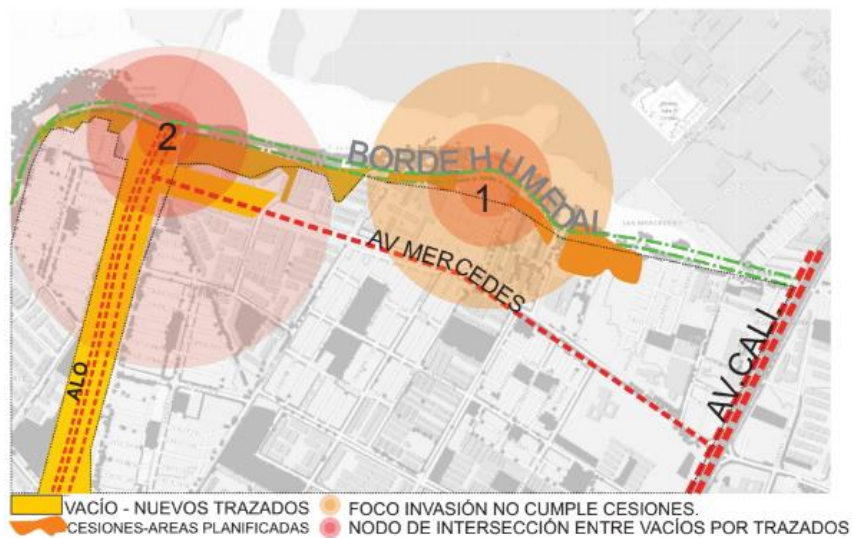 2
BORDE HUMEDAL
1
AV. MERCEDES
AV. CALI
ALO
VACÍO - NUEVOS TRAZADOS
FOCO INVASIÓN NO CUMPLE CESIONES.
CESIONES-AREAS PLANIFICADAS
NODO DE INTERSECCIÓN ENTRE VACÍOS POR TRAZADOS